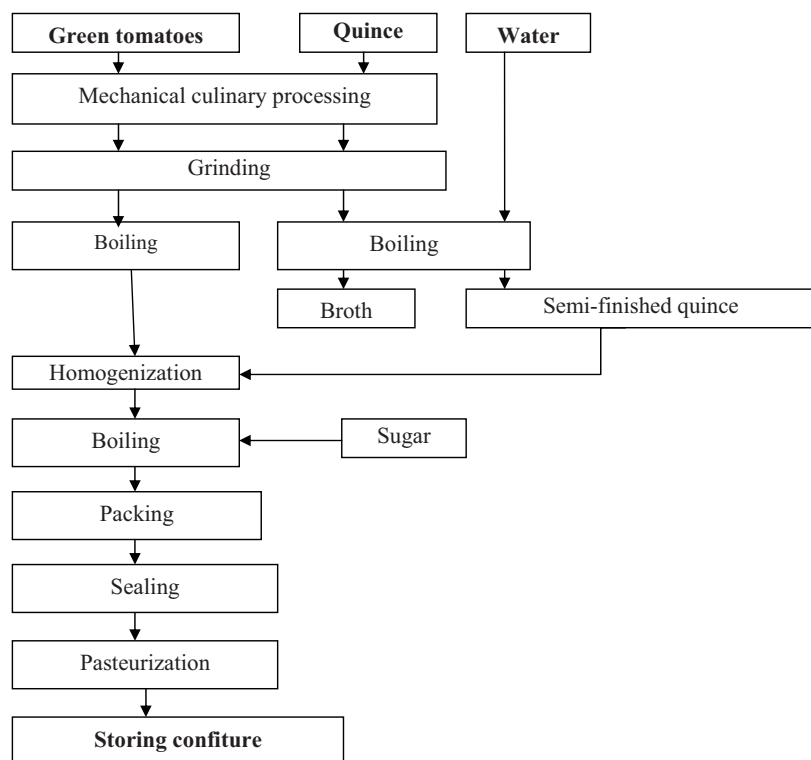 Green tomatoes
Quince
Water
Mechanical culinary processing
Grinding
Boiling
Boiling
Broth
Semi-finished quince
Homogenization
Boiling
Sugar
Packing
Sealing
Pasteurization
Storing confiture